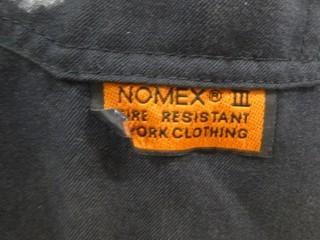 NOMEX® III
IRE RESISTANT
ORK CLOTHING